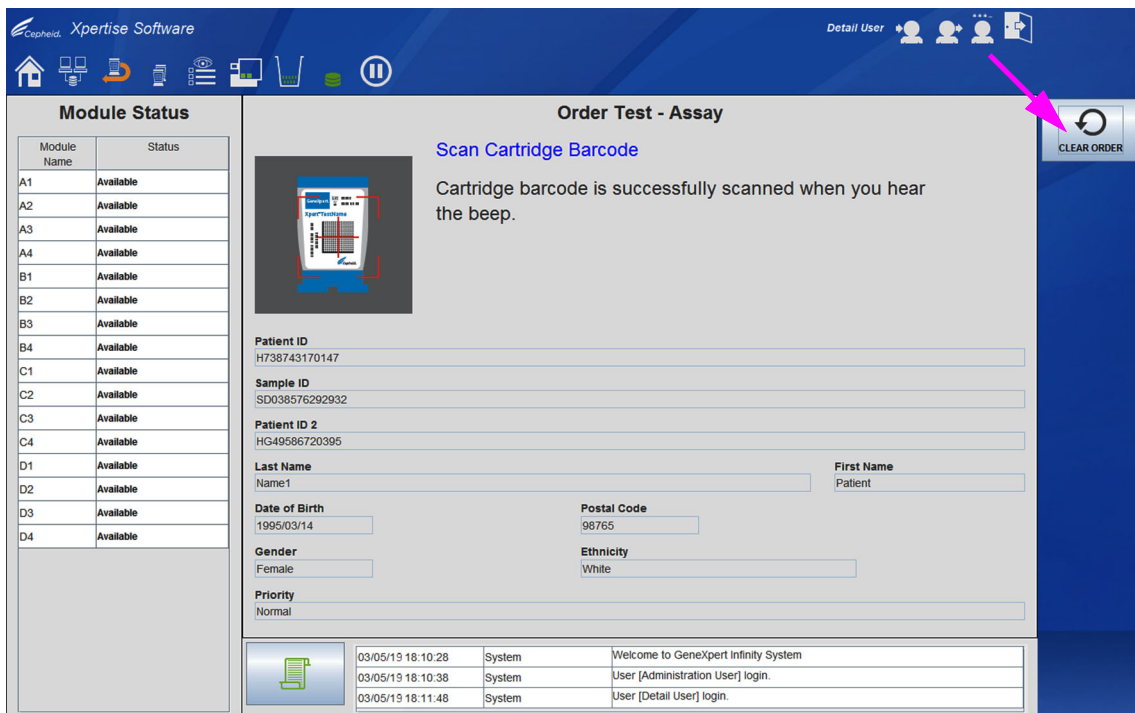 Cepheid. Xpertise Software
Detail User
Module Status
Module Name
Status
A1 Available
A2 Available
A3 Available
A4 Available
B1 Available
B2 Available
B3 Available
B4 Available
C1 Available
C2 Available
C3 Available
C4 Available
D1 Available
D2 Available
D3 Available
D4 Available
Order Test - Assay
Scan Cartridge Barcode
Cartridge barcode is successfully scanned when you hear
the beep.
GeneXpert
Xpert®TestName
Cepheid.
Patient ID
H738743170147
Sample ID
SD038576292932
Patient ID 2
HG49586720395
Last Name
Name1
First Name
Patient
Date of Birth
1995/03/14
Postal Code
98765
Gender
Female
Ethnicity
White
Priority
Normal
03/05/19 18:10:28 System Welcome to GeneXpert Infinity System
03/05/19 18:10:38 System User [Administration User] login.
03/05/19 18:11:48 System User [Detail User] login.
CLEAR ORDER